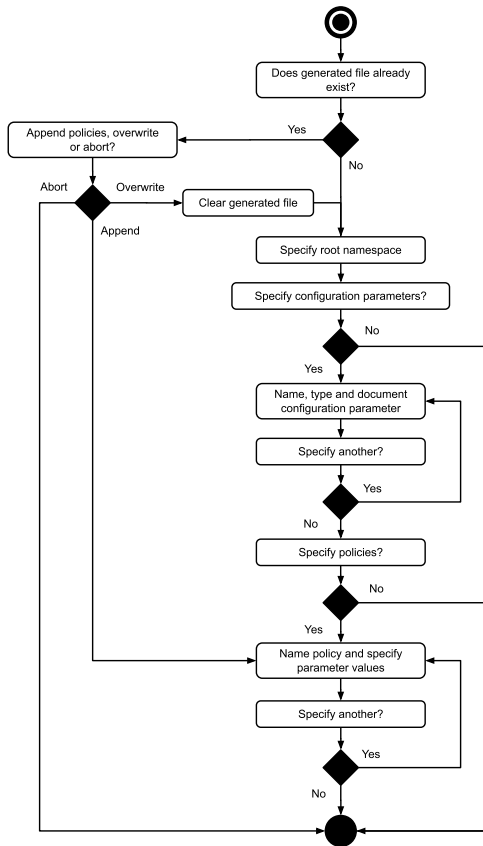 Does generated file already
exist?
Append policies, overwrite
or abort?
Yes
No
Abort
Overwrite
Clear generated file
Append
Specify root namespace
Specify configuration parameters?
No
Yes
Name, type and document
configuration parameter
Specify another?
Yes
No
Specify policies?
No
Yes
Name policy and specify
parameter values
Specify another?
Yes
No